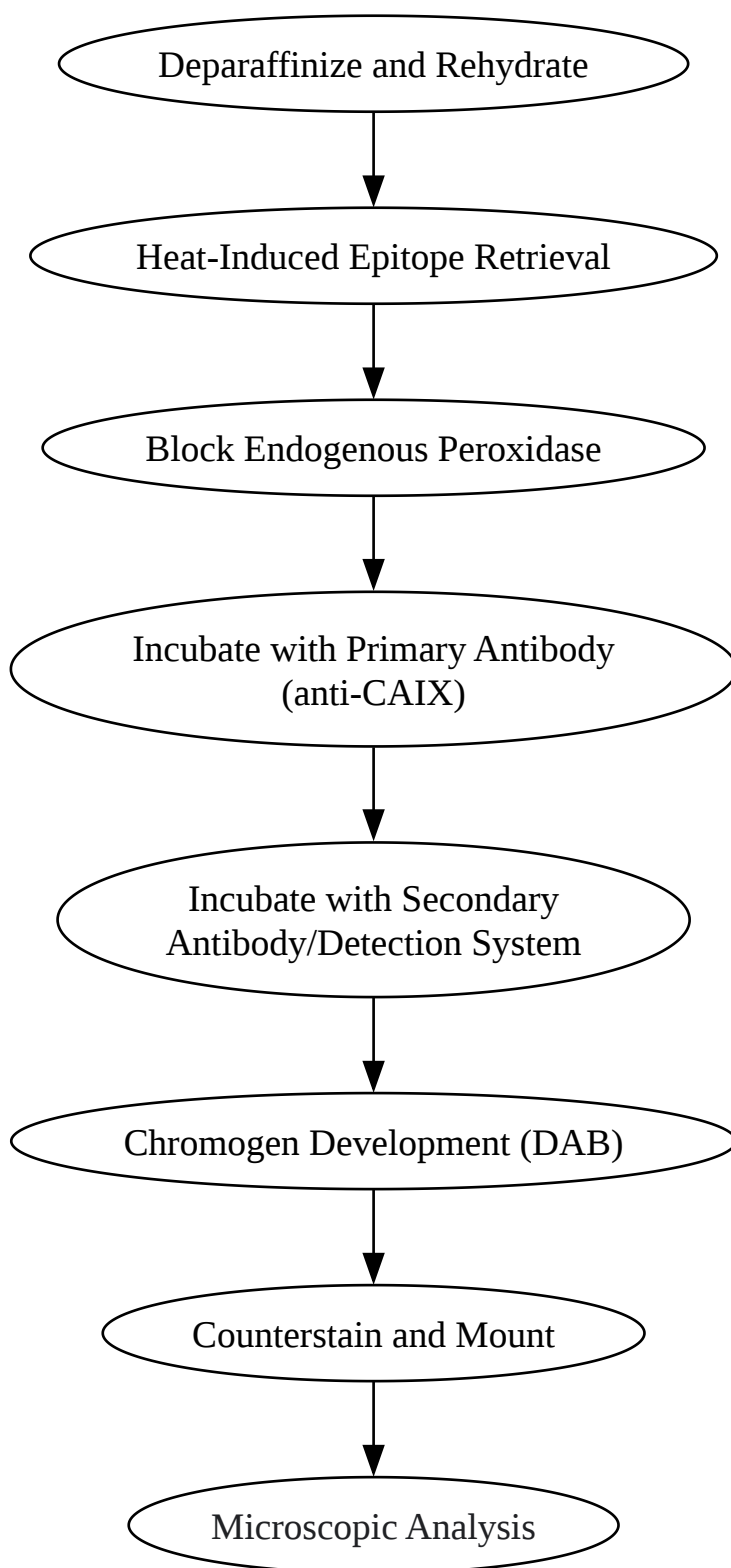 Deparaffinize and Rehydrate
Heat-Induced Epitope Retrieval
Block Endogenous Peroxidase
Incubate with Primary Antibody
(anti-CAIX)
Incubate with Secondary
Antibody/Detection System
Chromogen Development (DAB)
Counterstain and Mount
Microscopic Analysis